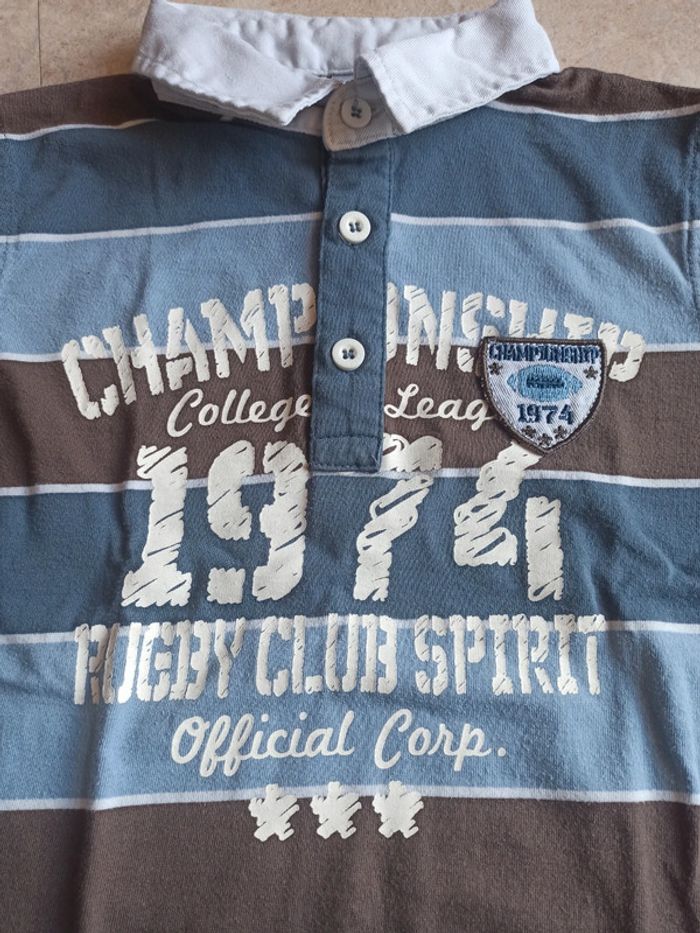 CHAMPIONSHIP
College Leag
CHAMPIONSHIP
1974
1974
RUGBY CLUB SPIRIT
Official Corp.